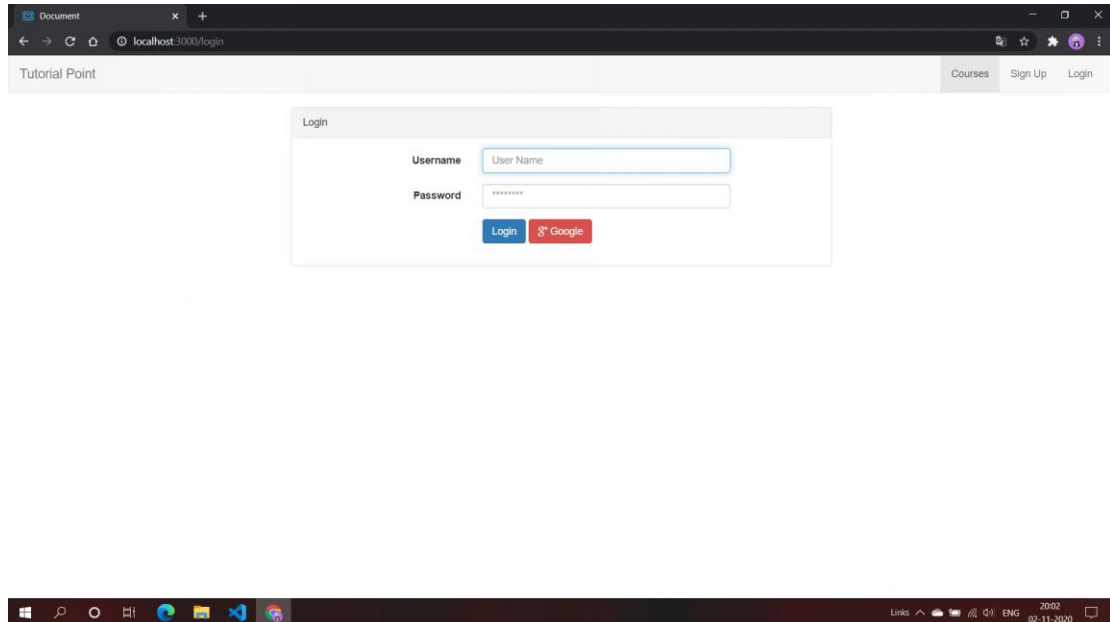 Document
localhost:3000/login
Tutorial Point
Courses
Sign Up
Login
Login
Username
User Name
Password
********
Login
g+ Google
Links
ENG
20:02
02-11-2020